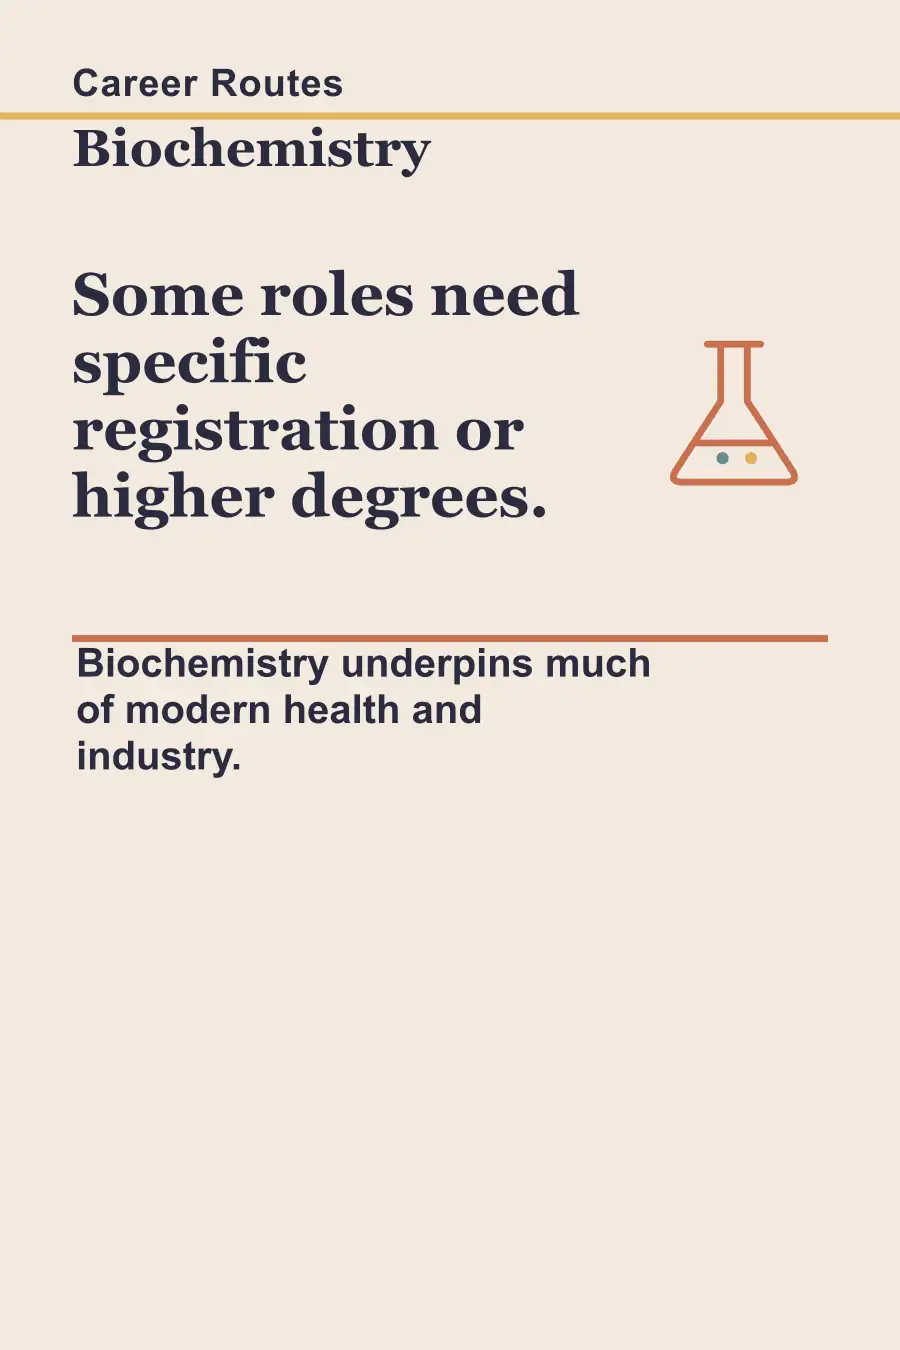 Career Routes
Biochemistry
Some roles need
specific
registration or
higher degrees.
Biochemistry underpins much
of modern health and
industry.